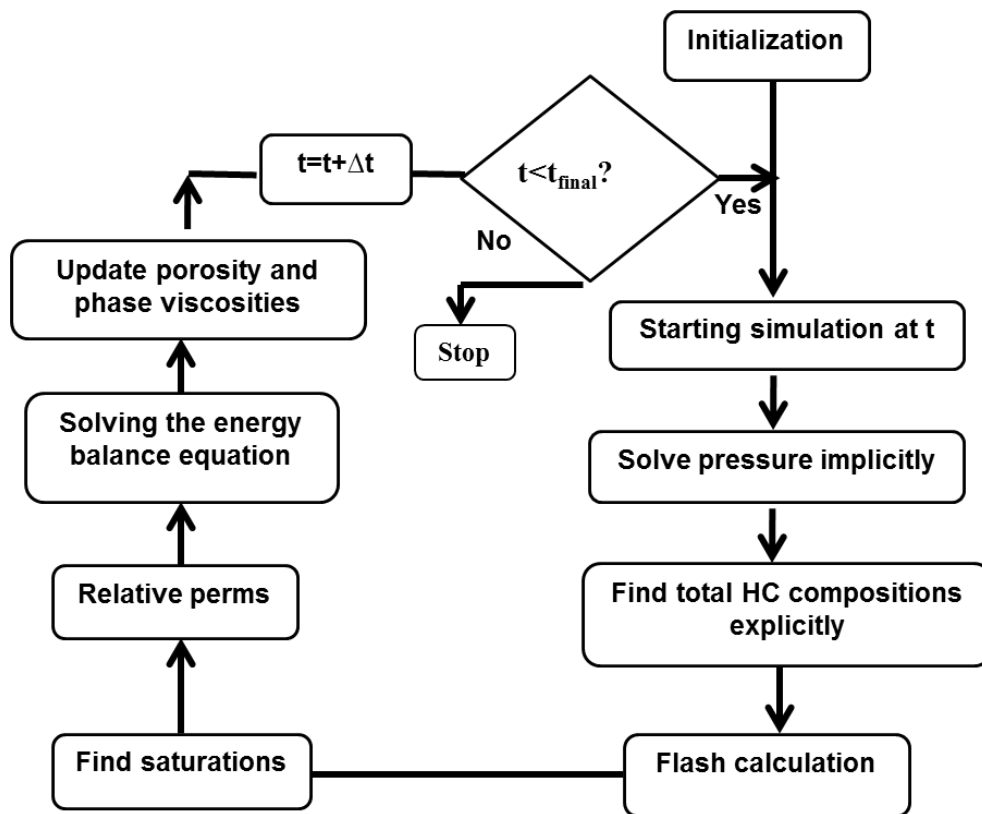 Initialization
t=t+Δt
t<t_final?
Yes
No
Stop
Starting simulation at t
Solve pressure implicitly
Find total HC compositions
explicitly
Flash calculation
Find saturations
Relative perms
Solving the energy
balance equation
Update porosity and
phase viscosities